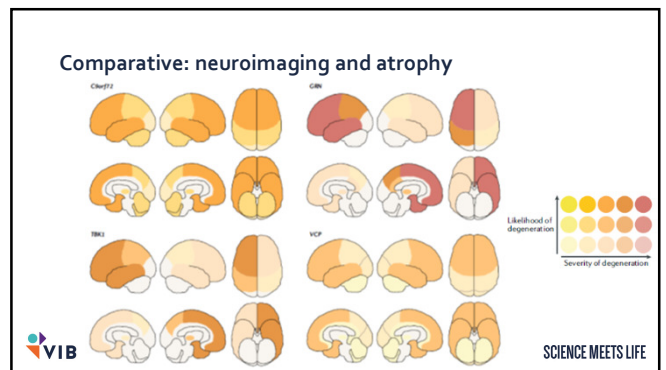 Comparative: neuroimaging and atrophy
C9orf72
GRN
TBK1
VCP
Likelihood of
degeneration
Severity of degeneration
VIB
SCIENCE MEETS LIFE